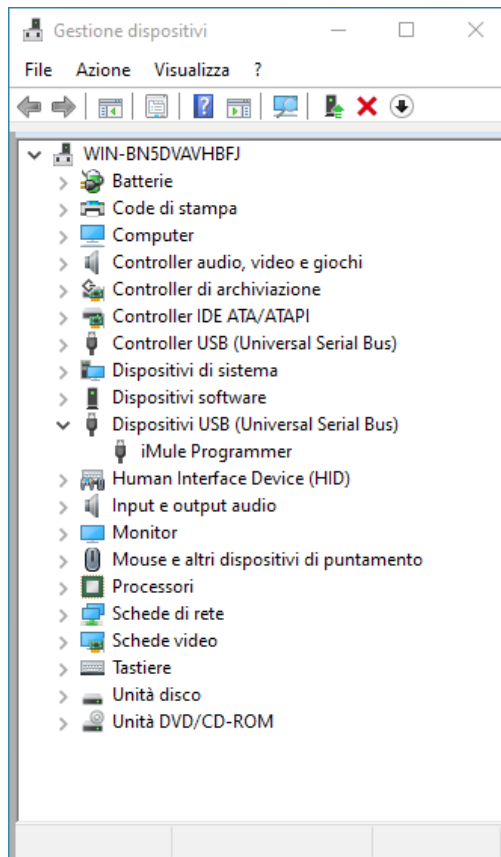 Gestione dispositivi
File Azione Visualizza ?
WIN-BN5DVAVHBFJ
Batterie
Code di stampa
Computer
Controller audio, video e giochi
Controller di archiviazione
Controller IDE ATA/ATAPI
Controller USB (Universal Serial Bus)
Dispositivi di sistema
Dispositivi software
Dispositivi USB (Universal Serial Bus)
iMule Programmer
Human Interface Device (HID)
Input e output audio
Monitor
Mouse e altri dispositivi di puntamento
Processori
Schede di rete
Schede video
Tastiere
Unità disco
Unità DVD/CD-ROM